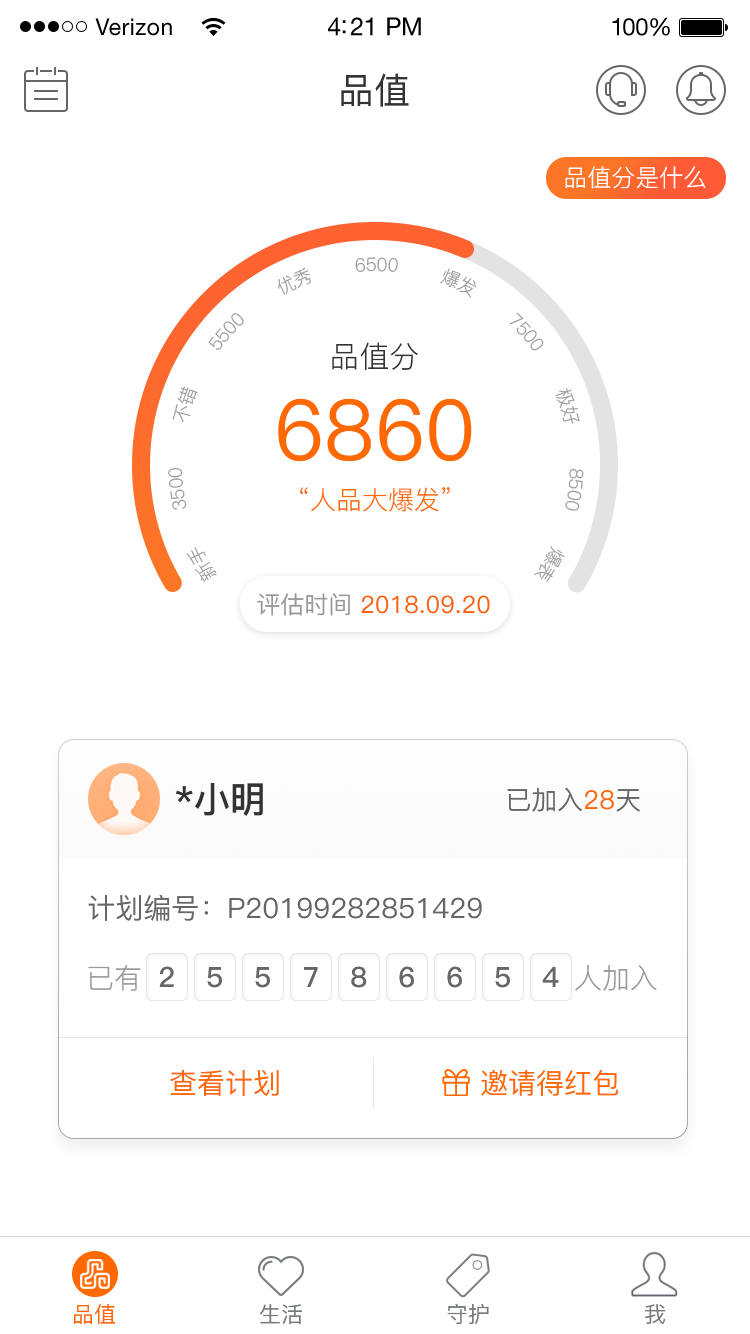 Verizon 4:21 PM 100%
品值
品值分是什么
6500
优秀 爆发
5500 7500
品值分
不错 极好
6860
3500 8500
“人品大爆发”
新手 爆表
评估时间 2018.09.20
*小明 已加入28天
计划编号：P20199282851429
已有 2 5 5 7 8 6 6 5 4 人加入
查看计划 邀请得红包
品值 生活 守护 我